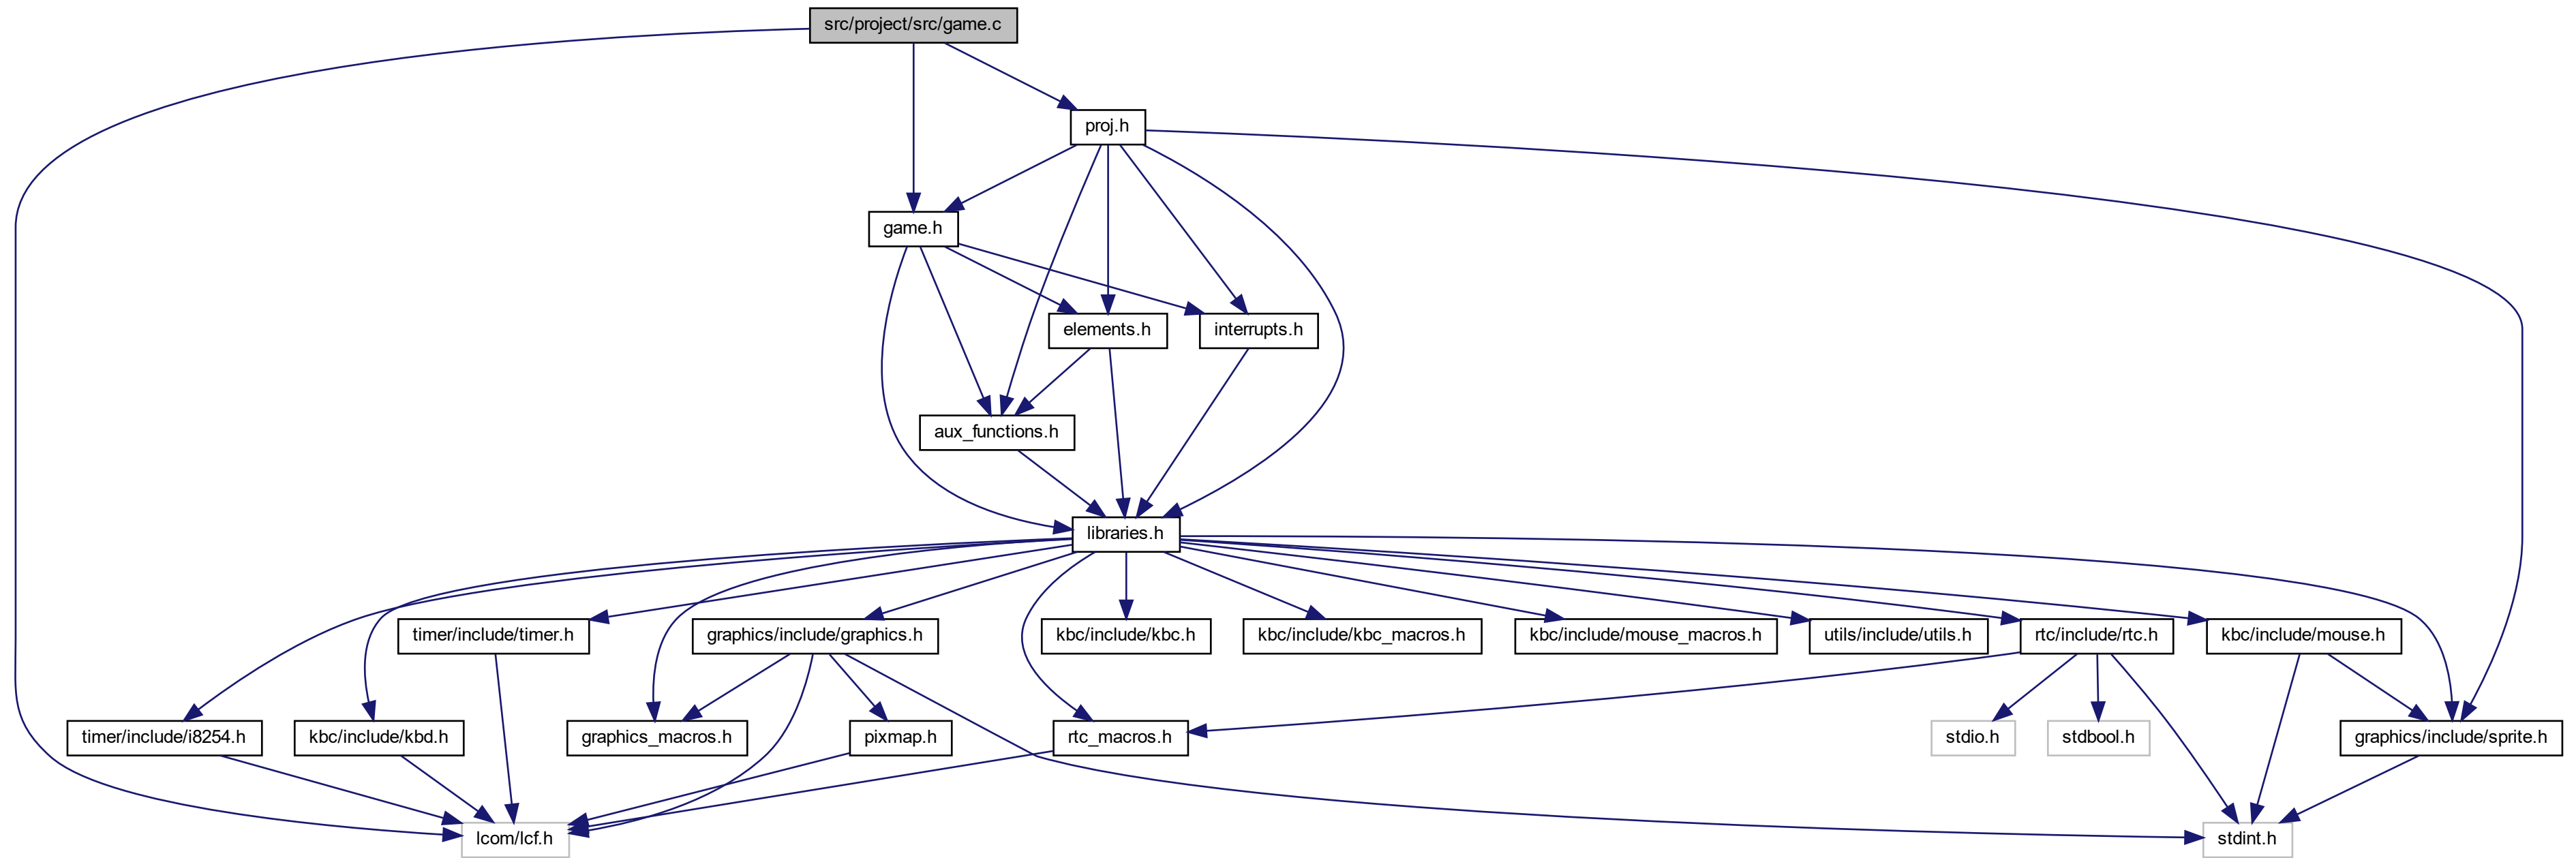 src/project/src/game.c
proj.h
game.h
elements.h
interrupts.h
aux_functions.h
libraries.h
timer/include/timer.h
graphics/include/graphics.h
kbc/include/kbc.h
kbc/include/kbc_macros.h
kbc/include/mouse_macros.h
utils/include/utils.h
rtc/include/rtc.h
kbc/include/mouse.h
timer/include/i8254.h
kbc/include/kbd.h
graphics_macros.h
pixmap.h
rtc_macros.h
stdio.h
stdbool.h
graphics/include/sprite.h
lcom/lcf.h
stdint.h